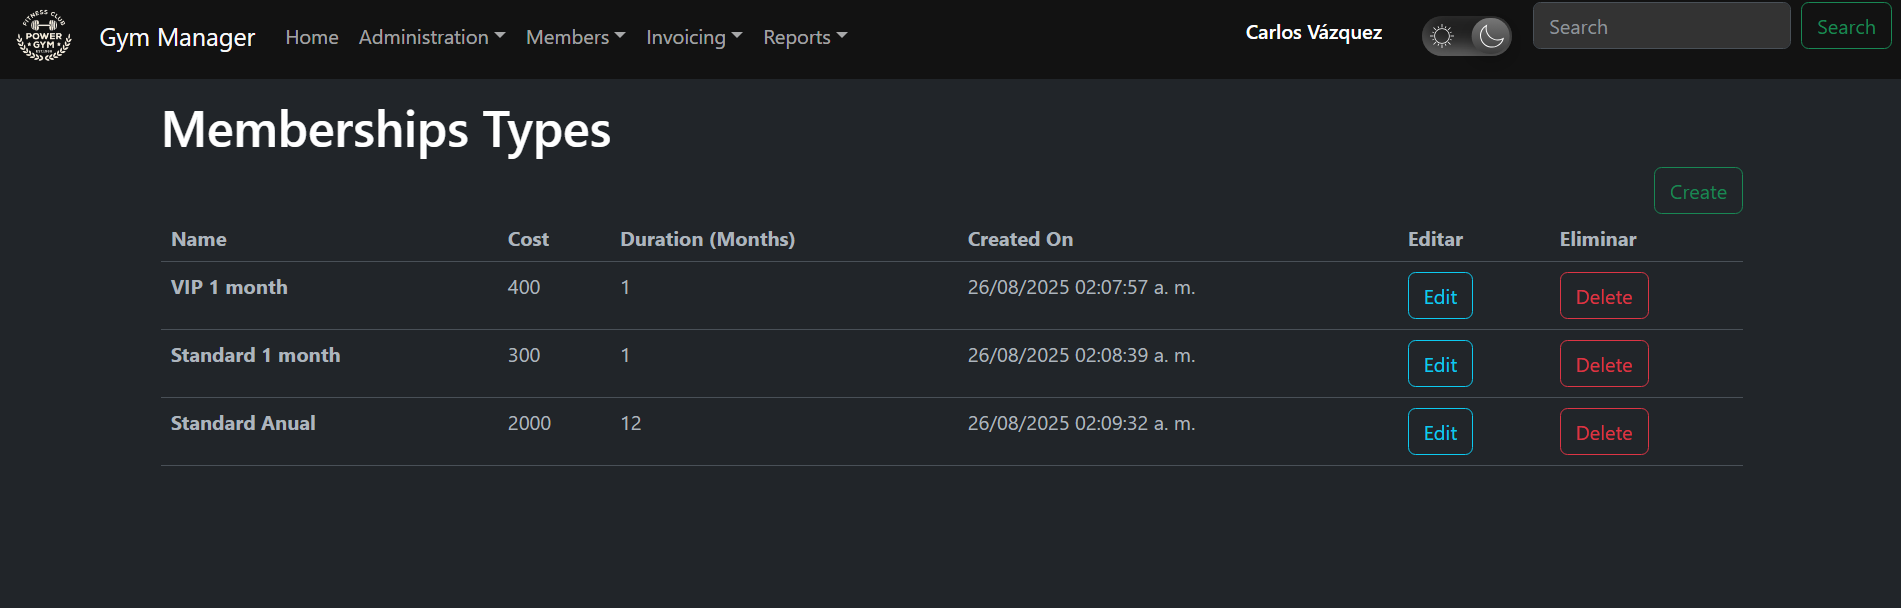 FITNESS CLUB
POWER
GYM
Gym Manager Home Administration Members Invoicing Reports Carlos Vázquez Search Search
Memberships Types
Create
Name Cost Duration (Months) Created On Editar Eliminar
VIP 1 month 400 1 26/08/2025 02:07:57 a. m. Edit Delete
Standard 1 month 300 1 26/08/2025 02:08:39 a. m. Edit Delete
Standard Anual 2000 12 26/08/2025 02:09:32 a. m. Edit Delete